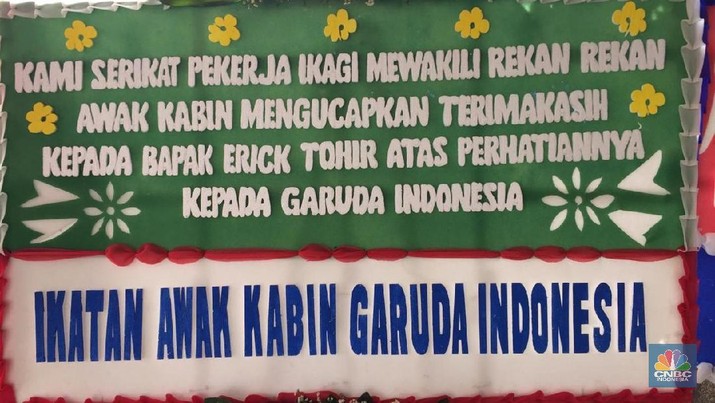 KAMI SERIKAT PEKERJA IKAGI MEWAKILI REKAN REKAN
AWAK KABIN MENGUCAPKAN TERIMAKASIH
KEPADA BAPAK ERICK TOHIR ATAS PERHATIANNYA
KEPADA GARUDA INDONESIA
IKATAN AWAK KABIN GARUDA INDONESIA
CNBC
INDONESIA